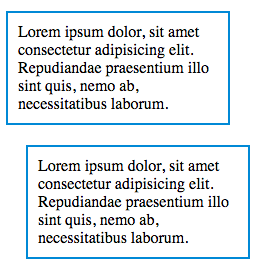 Lorem ipsum dolor, sit amet
consectetur adipisicing elit.
Repudiandae praesentium illo
sint quis, nemo ab,
necessitatibus laborum.
Lorem ipsum dolor, sit amet
consectetur adipisicing elit.
Repudiandae praesentium illo
sint quis, nemo ab,
necessitatibus laborum.